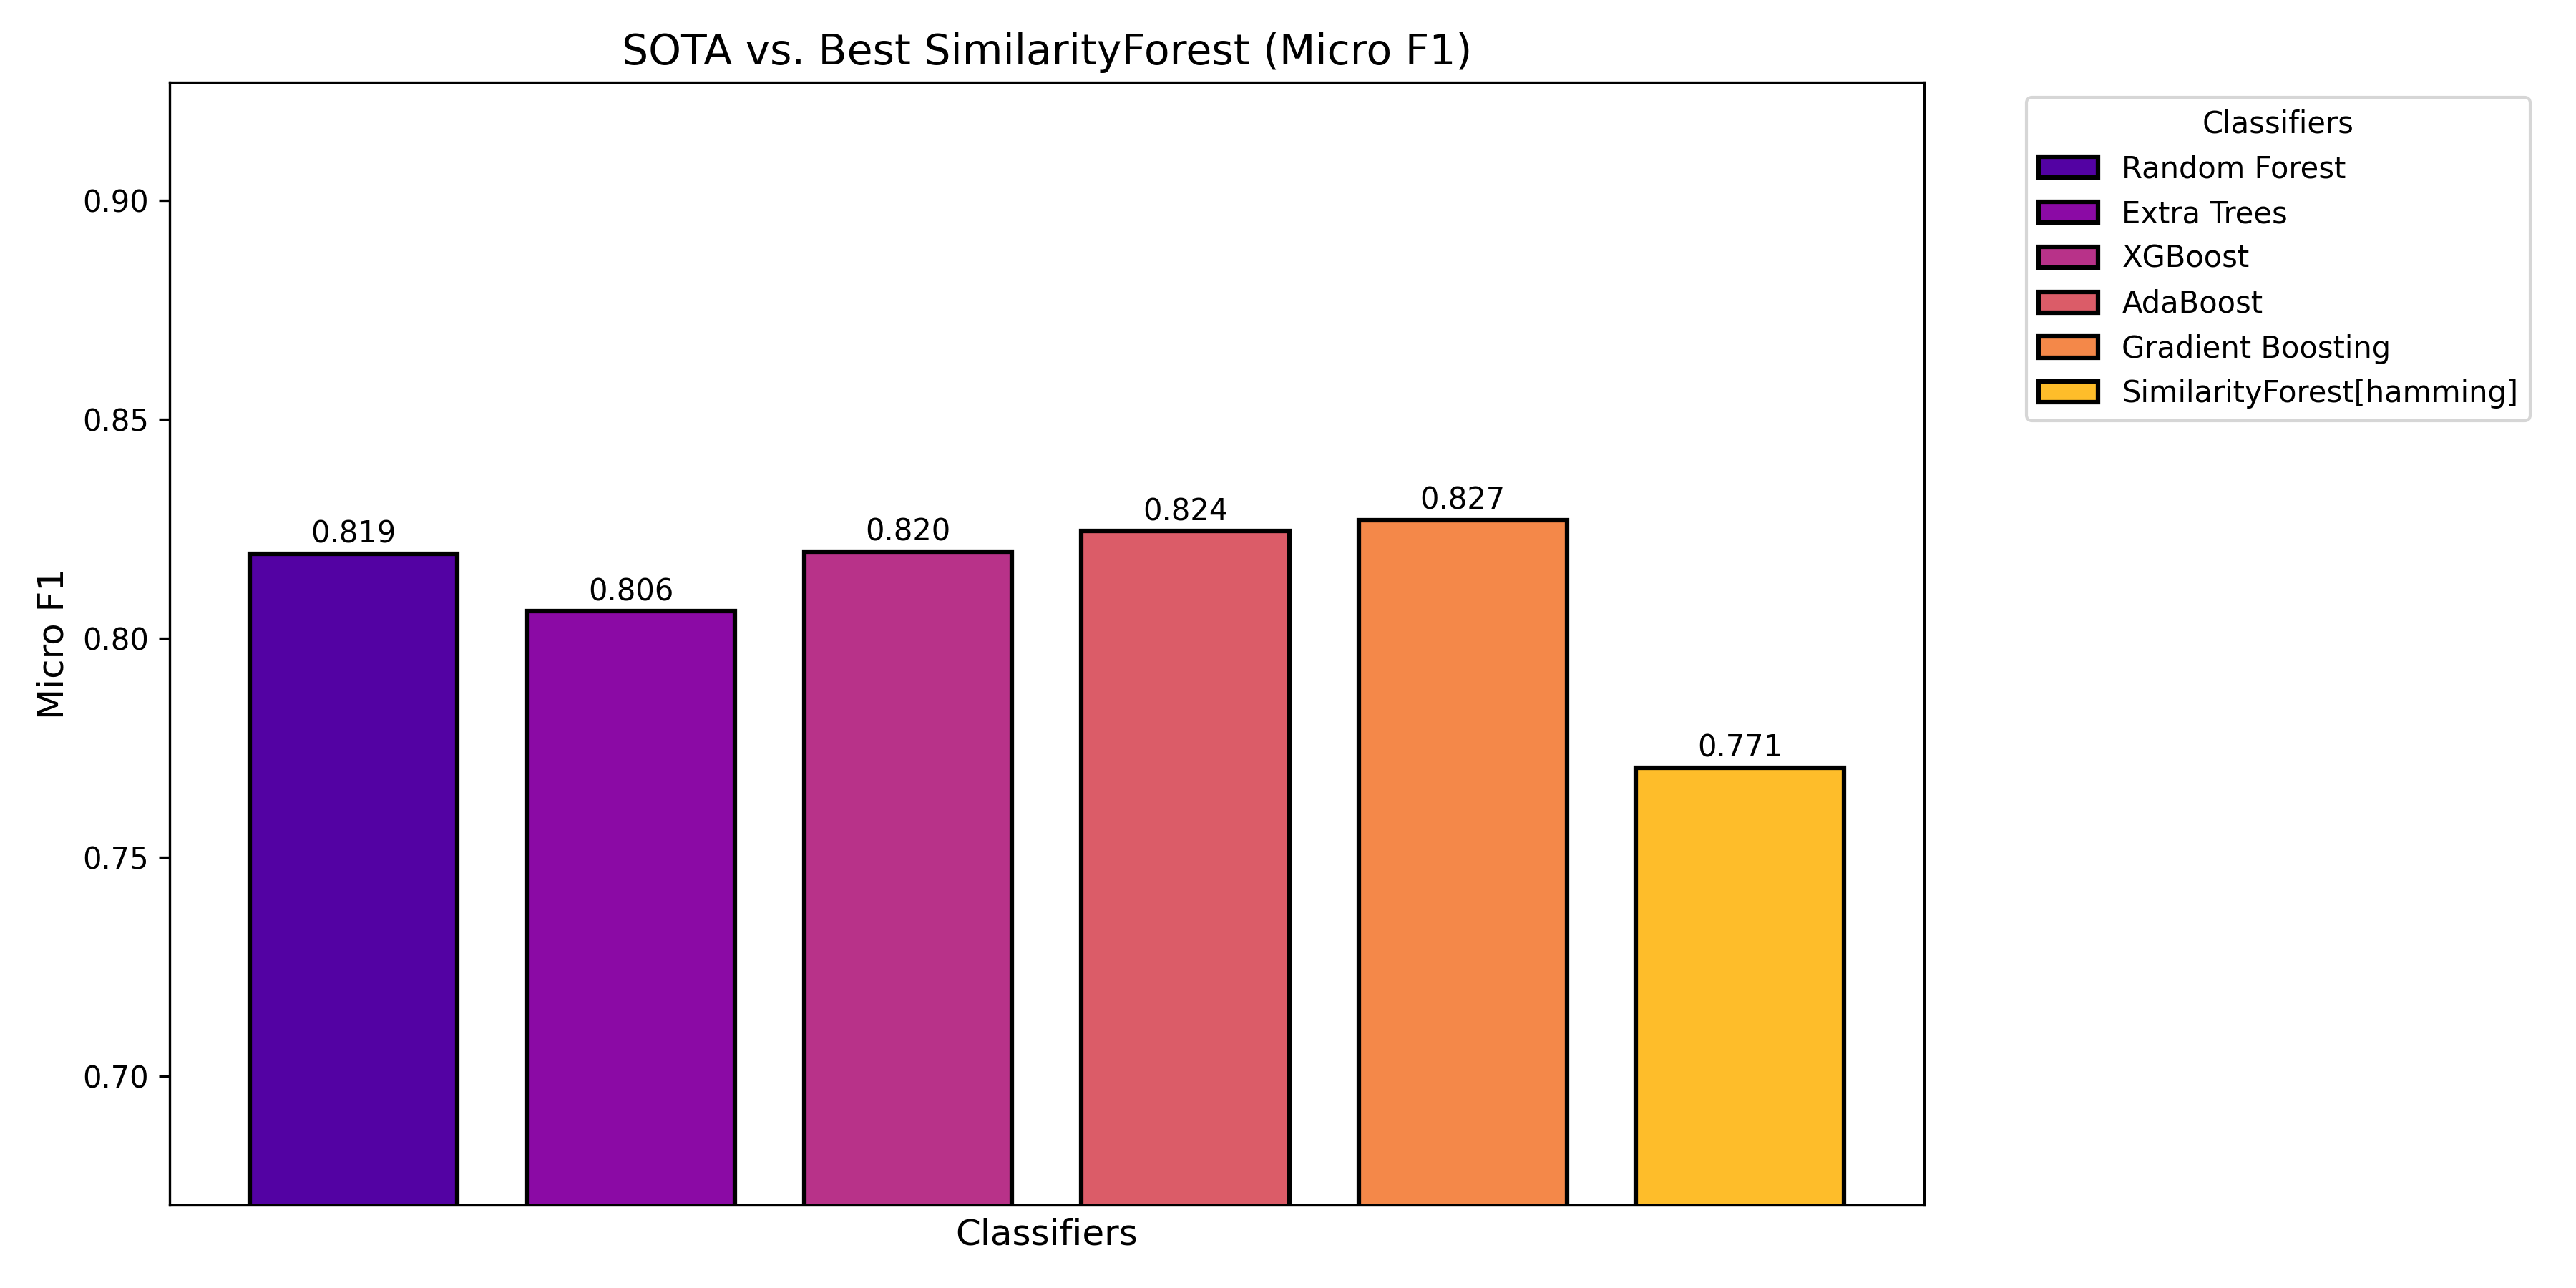 SOTA vs. Best SimilarityForest (Micro F1)
Micro F1
0.90
0.85
0.80
0.75
0.70
0.819
0.806
0.820
0.824
0.827
0.771
Classifiers
Classifiers
Random Forest
Extra Trees
XGBoost
AdaBoost
Gradient Boosting
SimilarityForest[hamming]